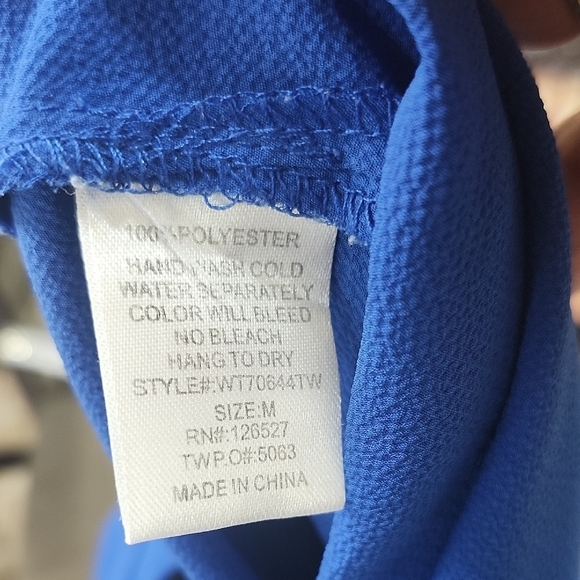 100% POLYESTER
HAND WASH COLD
WATER SEPARATELY
COLOR WILL BLEED
NO BLEACH
HANG TO DRY
STYLE#:WT70644TW
SIZE:M
RN#:126527
TW P.O#:5063
MADE IN CHINA